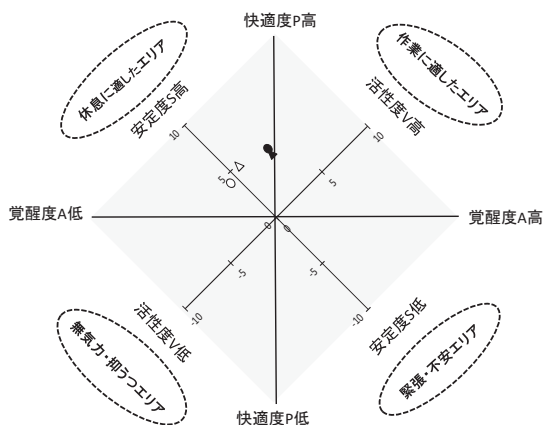 快適度P高
休息に適したエリア
作業に適したエリア
安定度S高
活性度V高
10
10
5
5
覚醒度A低
覚醒度A高
0
0
-5
-5
-10
-10
活性度V低
安定度S低
無気力・抑うつエリア
緊張・不安エリア
快適度P低